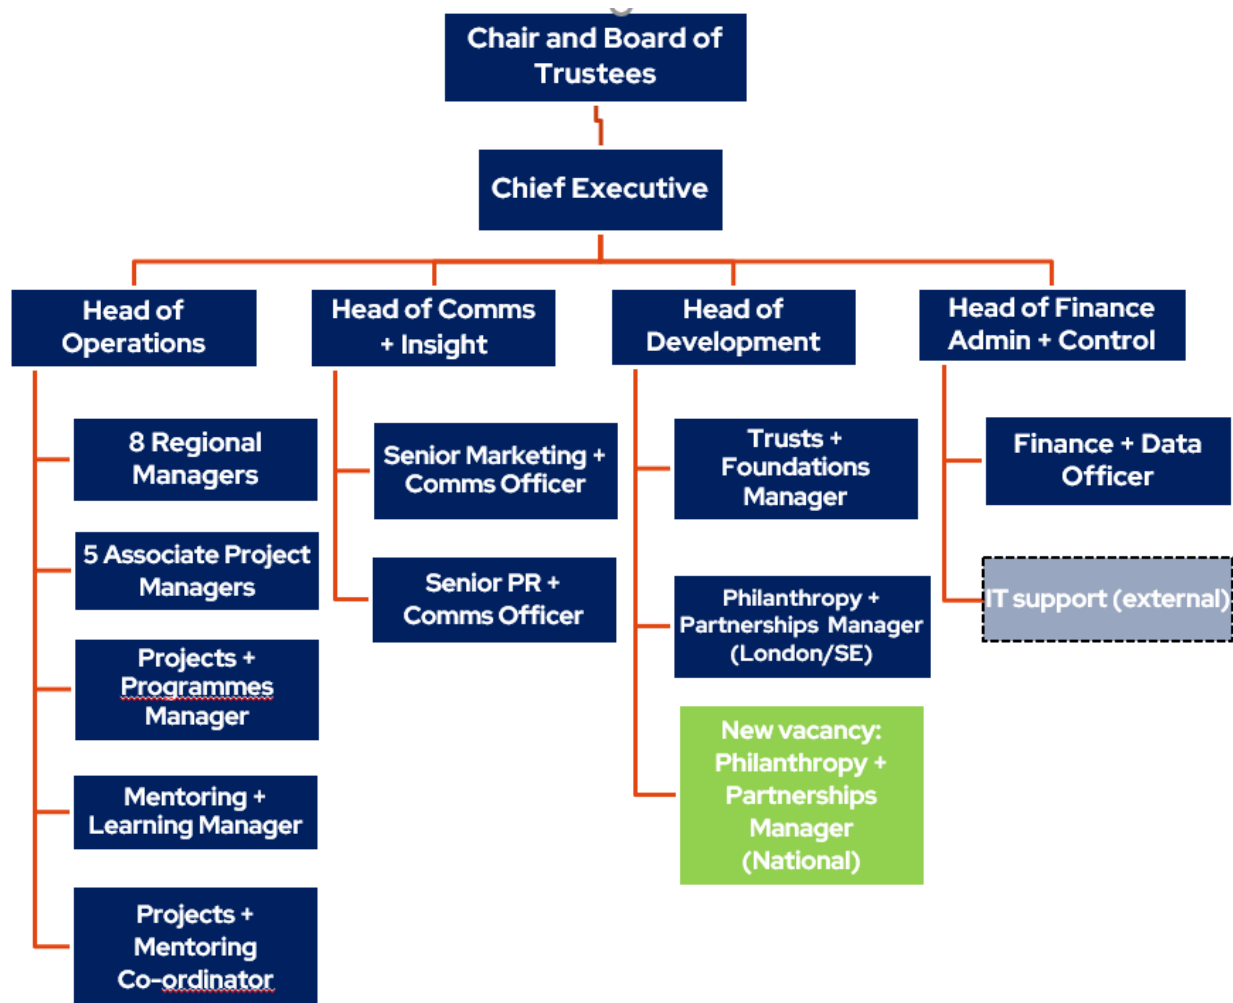 Chair and Board of
Trustees
Chief Executive
Head of
Operations
Head of Comms
+ Insight
Head of
Development
Head of Finance
Admin + Control
8 Regional
Managers
5 Associate Project
Managers
Projects +
Programmes
Manager
Mentoring +
Learning Manager
Projects +
Mentoring
Co-ordinator
Senior Marketing +
Comms Officer
Senior PR +
Comms Officer
Trusts +
Foundations
Manager
Philanthropy +
Partnerships Manager
(London/SE)
New vacancy:
Philanthropy +
Partnerships
Manager
(National)
Finance + Data
Officer
IT support (external)